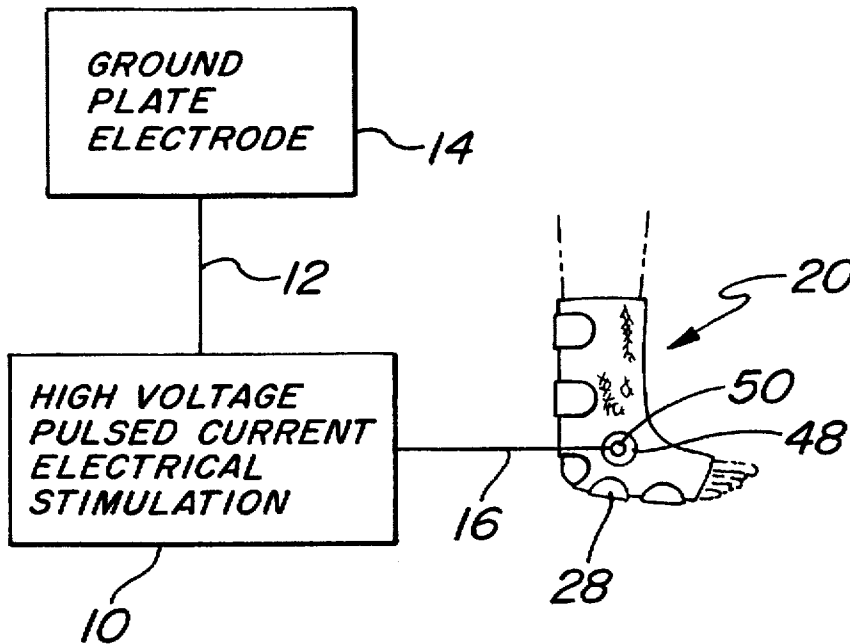 GROUND
PLATE
ELECTRODE
14
12
20
HIGH VOLTAGE
PULSED CURRENT
ELECTRICAL
STIMULATION
50
48
16
28
10